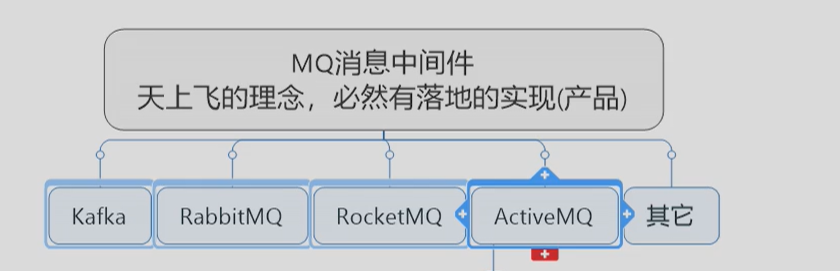 MQ消息中间件
天上飞的理念，必然有落地的实现(产品)
Kafka
RabbitMQ
RocketMQ
ActiveMQ
其它